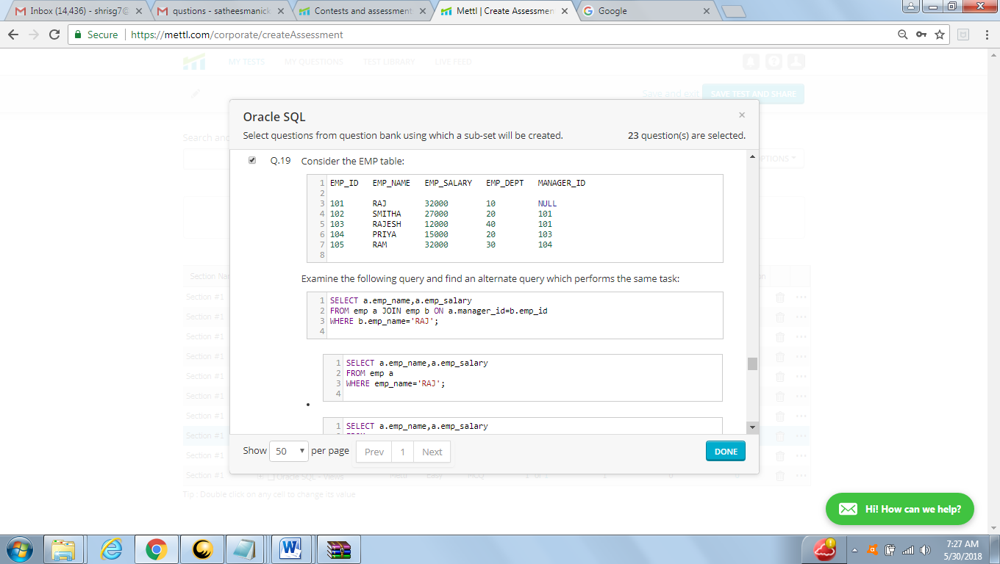 Inbox (14,436) - shrisg7@
qustions - satheesmanick
Contests and assessment
Mettl | Create Assessmen
Google
Secure
https://mettl.com/corporate/createAssessment
MY TESTS
MY QUESTIONS
TEST LIBRARY
LIVE FEED
Save and exit
SAVE TEST AND SHARE
Oracle SQL
×
Select questions from question bank using which a sub-set will be created.
23 question(s) are selected.
Search and
PTIONS
Q.19
Consider the EMP table:
1 EMP_ID EMP_NAME EMP_SALARY EMP_DEPT MANAGER_ID
2
3 101 RAJ 32000 10 NULL
4 102 SMITHA 27000 20 101
5 103 RAJESH 12000 40 101
6 104 PRIYA 15000 20 103
7 105 RAM 32000 30 104
8
Examine the following query and find an alternate query which performs the same task:
1 SELECT a.emp_name,a.emp_salary
2 FROM emp a JOIN emp b ON a.manager_id=b.emp_id
3 WHERE b.emp_name='RAJ';
4
1 SELECT a.emp_name,a.emp_salary
2 FROM emp a
3 WHERE emp_name='RAJ';
4
1 SELECT a.emp_name,a.emp_salary
Section Na
Section #1
Section #1
Section #1
Section #1
Section #1
Section #1
Section #1
Section #1
Section #1
Section #1
Show 50 per page
Prev
1
Next
DONE
Oracle SQL - Views
Tip : Double click on any cell to change its value
Hi! How can we help?
7:27 AM
5/30/2018